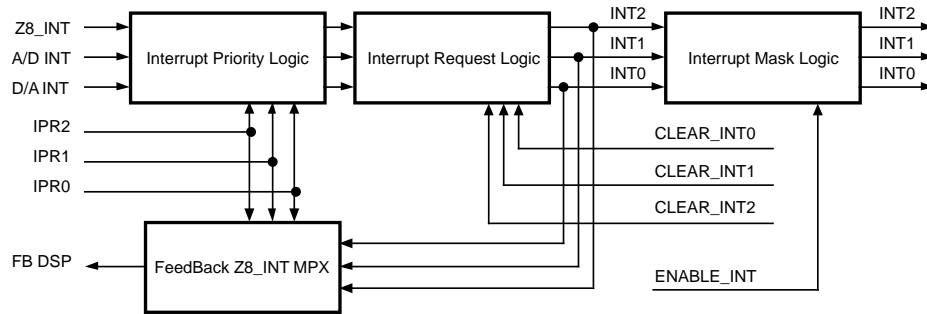 Z8_INT
A/D INT
D/A INT
Interrupt Priority Logic
Interrupt Request Logic
INT2
INT1
INT0
Interrupt Mask Logic
INT2
INT1
INT0
IPR2
IPR1
IPR0
CLEAR_INT0
CLEAR_INT1
CLEAR_INT2
FB DSP
FeedBack Z8_INT MPX
ENABLE_INT